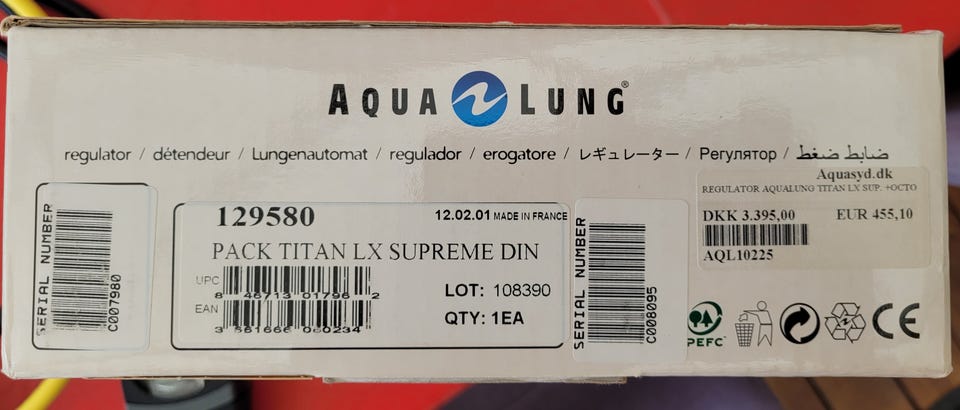 AQUA LUNG®
regulator / détendeur / Lungenautomat / regulador / erogatore / レギュレーター / Регулятор / ضابط ضغط
SERIAL NUMBER
C007980
129580
12.02.01 MADE IN FRANCE
PACK TITAN LX SUPREME DIN
UPC
8 46713 01796 2
EAN
3 561666 060234
LOT: 108390
QTY: 1EA
SERIAL NUMBER
C008095
Aquasyd.dk
REGULATOR AQUALUNG TITAN LX SUP. +OCTO
DKK 3.395,00 EUR 455,10
AQL10225
PEFC
CE